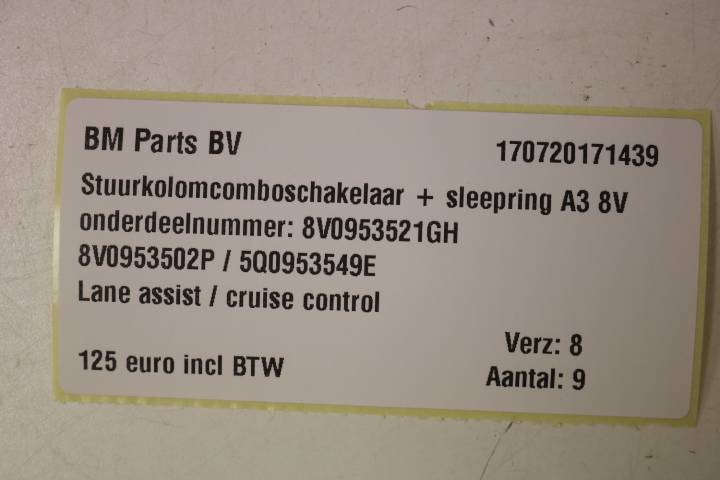 BM Parts BV 170720171439
Stuurkolomcomboschakelaar + sleepring A3 8V
onderdeelnummer: 8V0953521GH
8V0953502P / 5Q0953549E
Lane assist / cruise control
Verz: 8
125 euro incl BTW Aantal: 9